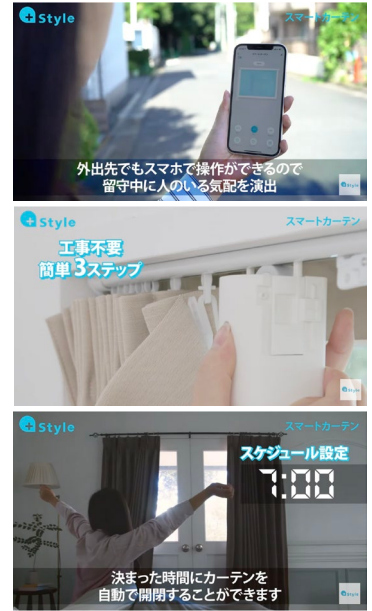 +Style
スマートカーテン
外出先でもスマホで操作ができるので
留守中に人のいる気配を演出
+Style
+Style
スマートカーテン
工事不要
簡単3ステップ
+Style
+Style
スマートカーテン
スケジュール設定
7:00
決まった時間にカーテンを
自動で開閉することができます
+Style